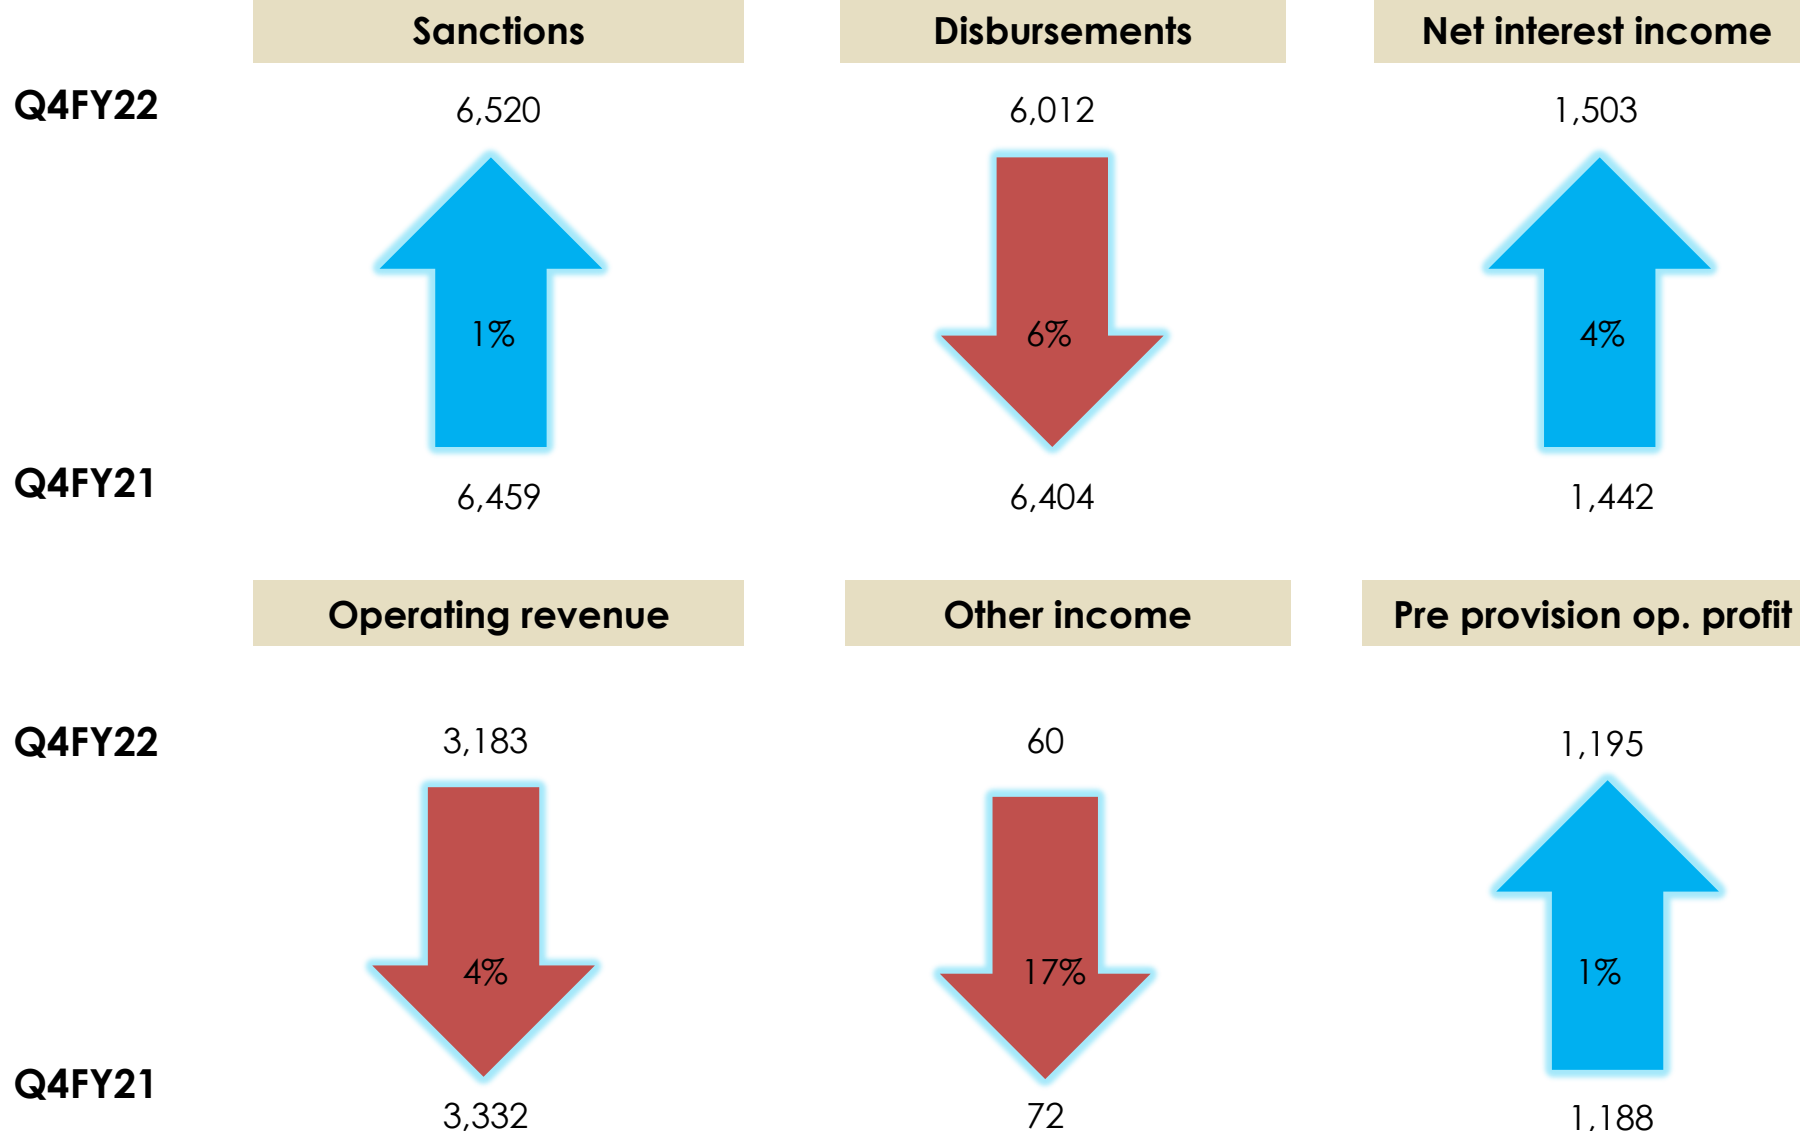 Sanctions Disbursements Net interest income
Q4FY22 6,520 6,012 1,503
1% 6% 4%
Q4FY21 6,459 6,404 1,442
Operating revenue Other income Pre provision op. profit
Q4FY22 3,183 60 1,195
4% 17% 1%
Q4FY21 3,332 72 1,188